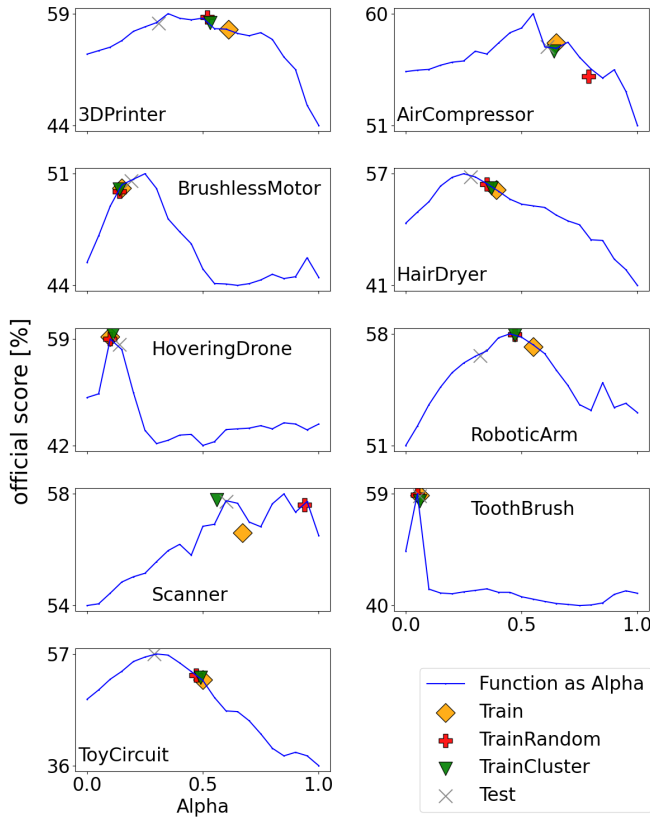 59
44
3DPrinter
60
51
AirCompressor
51
44
BrushlessMotor
57
41
HairDryer
59
42
HoveringDrone
58
51
RoboticArm
58
54
Scanner
59
40
ToothBrush
0.0 0.5 1.0
57
36
ToyCircuit
0.0 0.5 1.0
Alpha
official score [%]
Function as Alpha
Train
TrainRandom
TrainCluster
Test